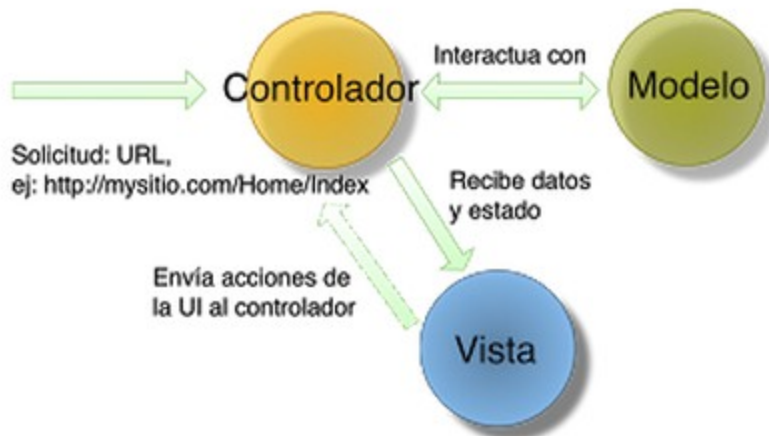 Controlador
Interactua con
Modelo
Solicitud: URL,
ej: http://mysitio.com/Home/Index
Recibe datos
y estado
Envía acciones de
la UI al controlador
Vista